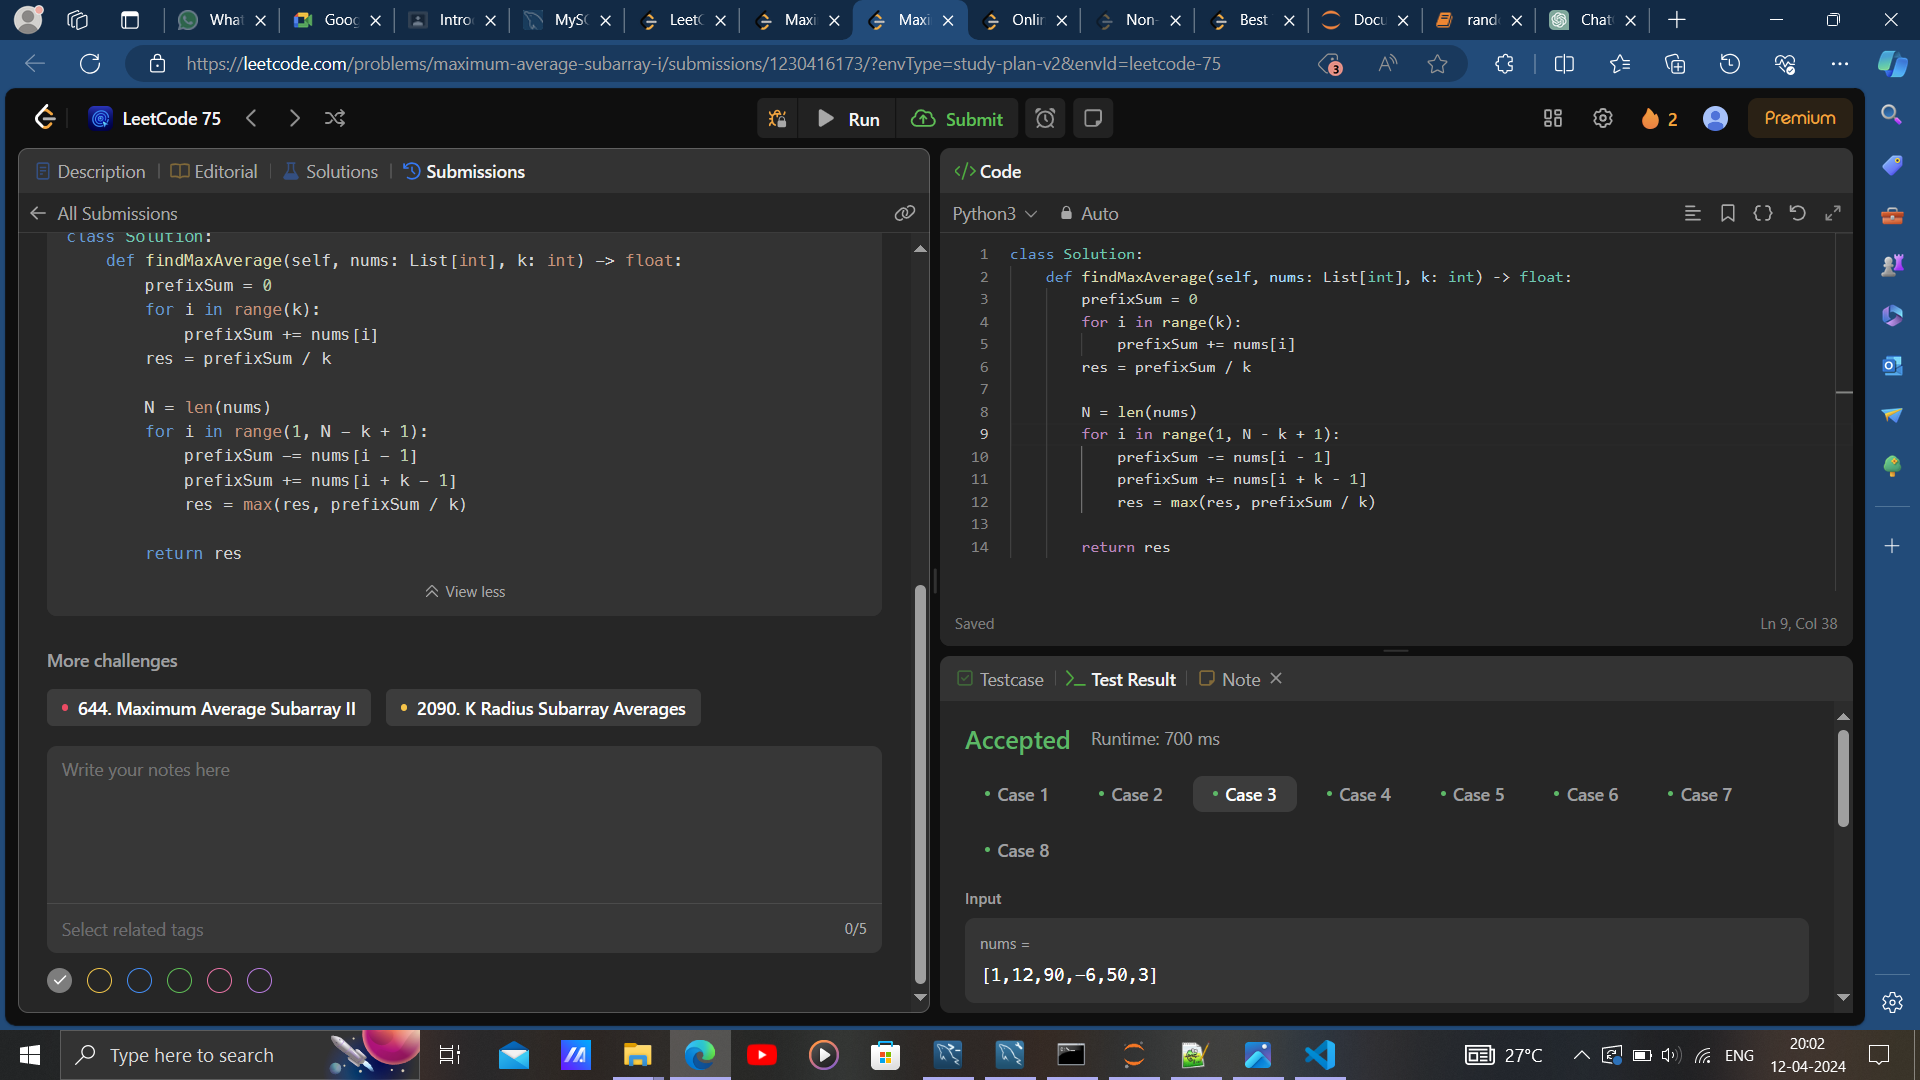 What
Goog
Intro
MySC
LeetC
Maxi
Maxi
Onlir
Non-
Best
Docu
rand
Chat
https://leetcode.com/problems/maximum-average-subarray-i/submissions/1230416173/?envType=study-plan-v2&envId=leetcode-75
3
LeetCode 75
Run
Submit
2
Premium
Description
Editorial
Solutions
Submissions
All Submissions
class Solution:
def findMaxAverage(self, nums: List[int], k: int) -> float:
prefixSum = 0
for i in range(k):
prefixSum += nums[i]
res = prefixSum / k
N = len(nums)
for i in range(1, N - k + 1):
prefixSum -= nums[i - 1]
prefixSum += nums[i + k - 1]
res = max(res, prefixSum / k)
return res
View less
More challenges
644. Maximum Average Subarray II
2090. K Radius Subarray Averages
Write your notes here
Select related tags
0/5
Code
Python3
Auto
1 class Solution:
2 def findMaxAverage(self, nums: List[int], k: int) -> float:
3 prefixSum = 0
4 for i in range(k):
5 prefixSum += nums[i]
6 res = prefixSum / k
7
8 N = len(nums)
9 for i in range(1, N - k + 1):
10 prefixSum -= nums[i - 1]
11 prefixSum += nums[i + k - 1]
12 res = max(res, prefixSum / k)
13
14 return res
Saved
Ln 9, Col 38
Testcase
Test Result
Note
Accepted
Runtime: 700 ms
Case 1
Case 2
Case 3
Case 4
Case 5
Case 6
Case 7
Case 8
Input
nums =
[1,12,90,-6,50,3]
Type here to search
27°C
ENG
20:02
12-04-2024